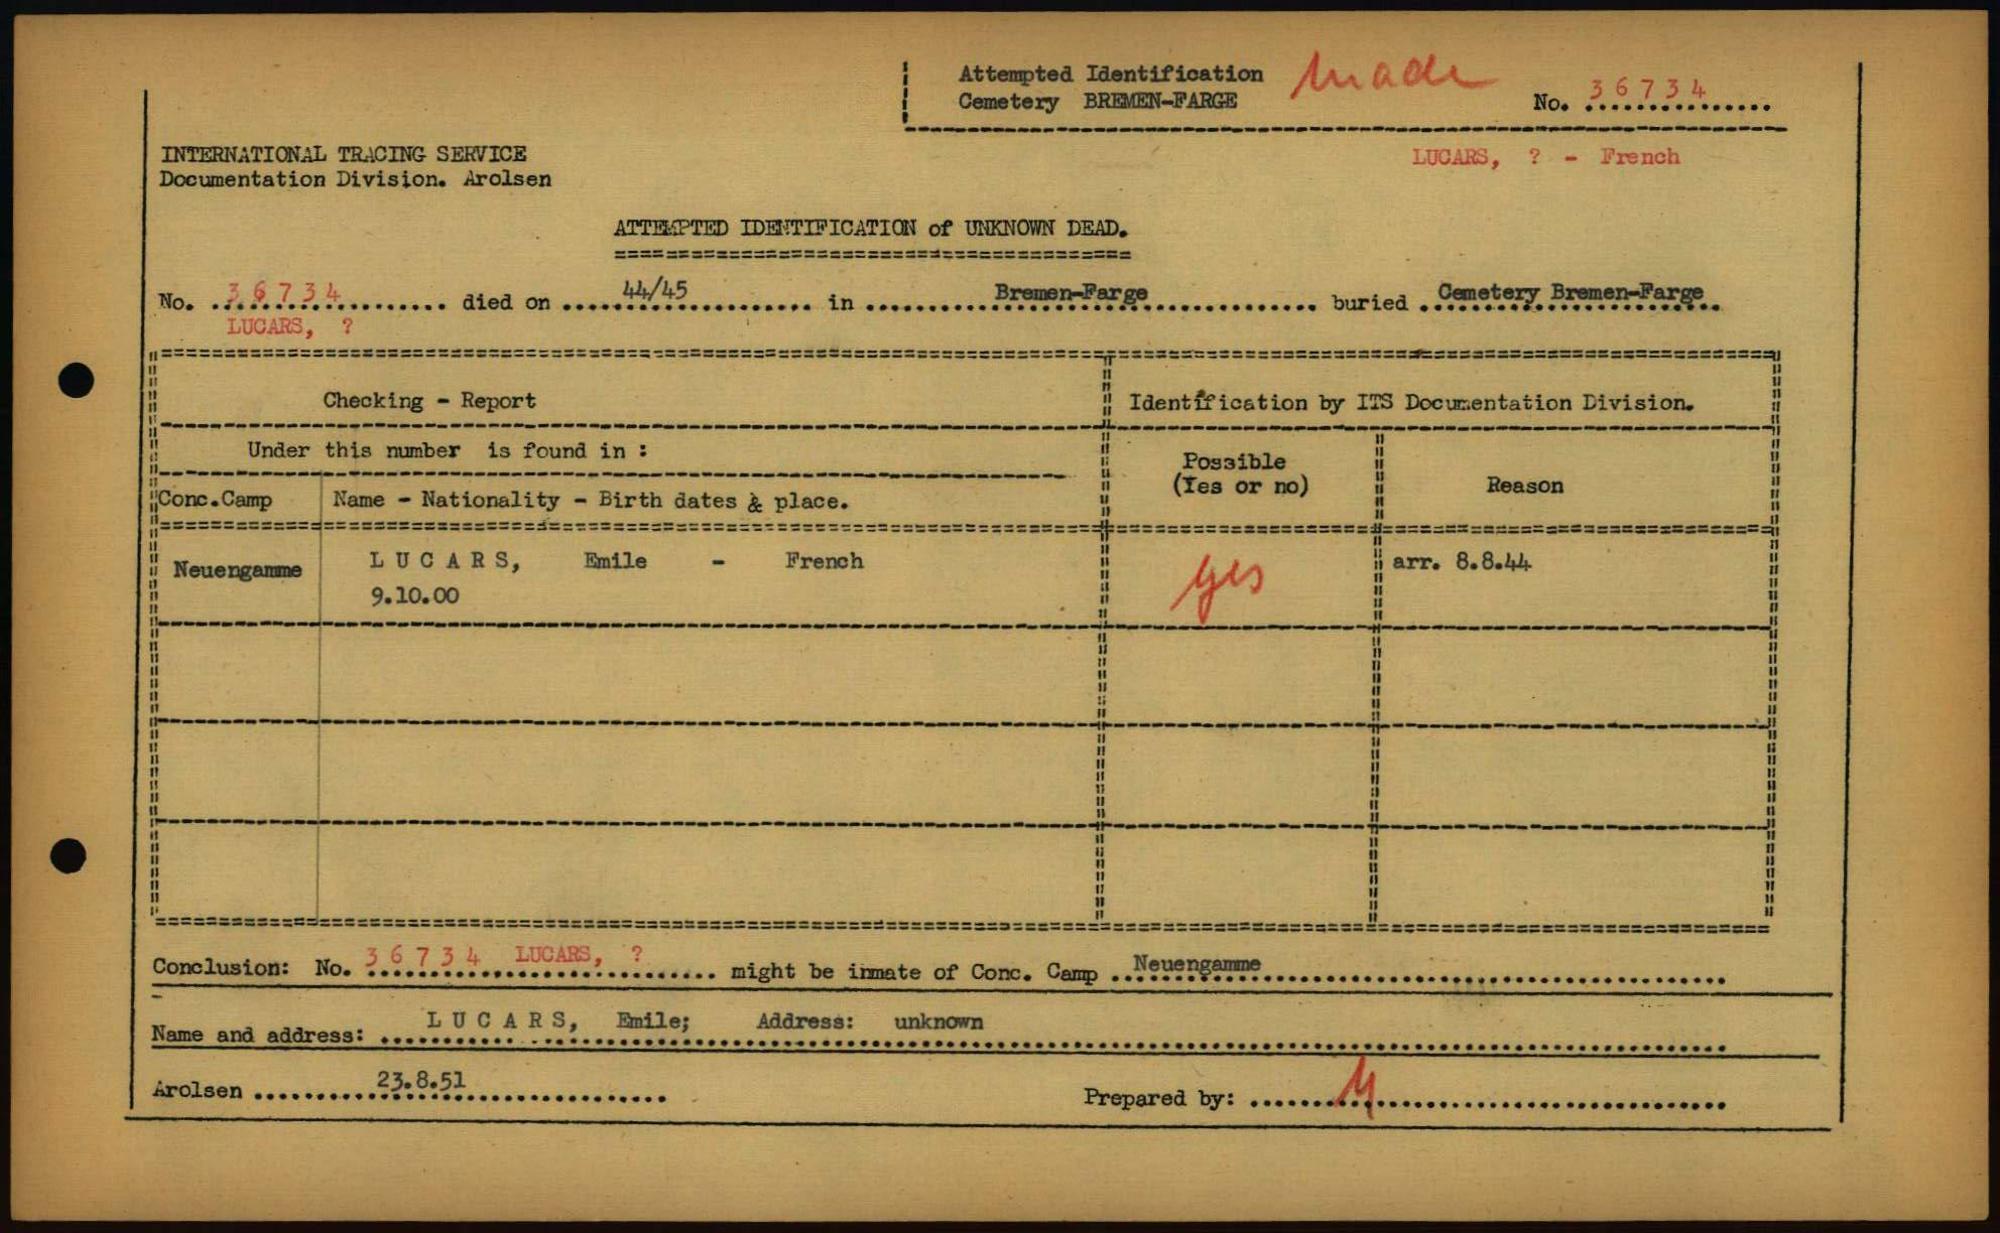 Attempted Identification made
Cemetery BREMEN-FARGE
No. 36734
INTERNATIONAL TRACING SERVICE
LUCARS, ? - French
Documentation Division. Arolsen
ATTEMPTED IDENTIFICATION of UNKNOWN DEAD.
No. 36734 died on 44/45 in Bremen-Farge buried Cemetery Bremen-Farge
LUCARS, ?
Checking - Report
Identification by ITS Documentation Division.
Under this number is found in :
Possible
(Yes or no)
Reason
Conc.Camp Name - Nationality - Birth dates & place.
Neuengamme L U C A R S, Emile - French yes arr. 8.8.44
9.10.00
Conclusion: No. 36734 LUCARS, ? might be inmate of Conc. Camp Neuengamme
Name and address: L U C A R S, Emile; Address: unknown
Arolsen 23.8.51 Prepared by: